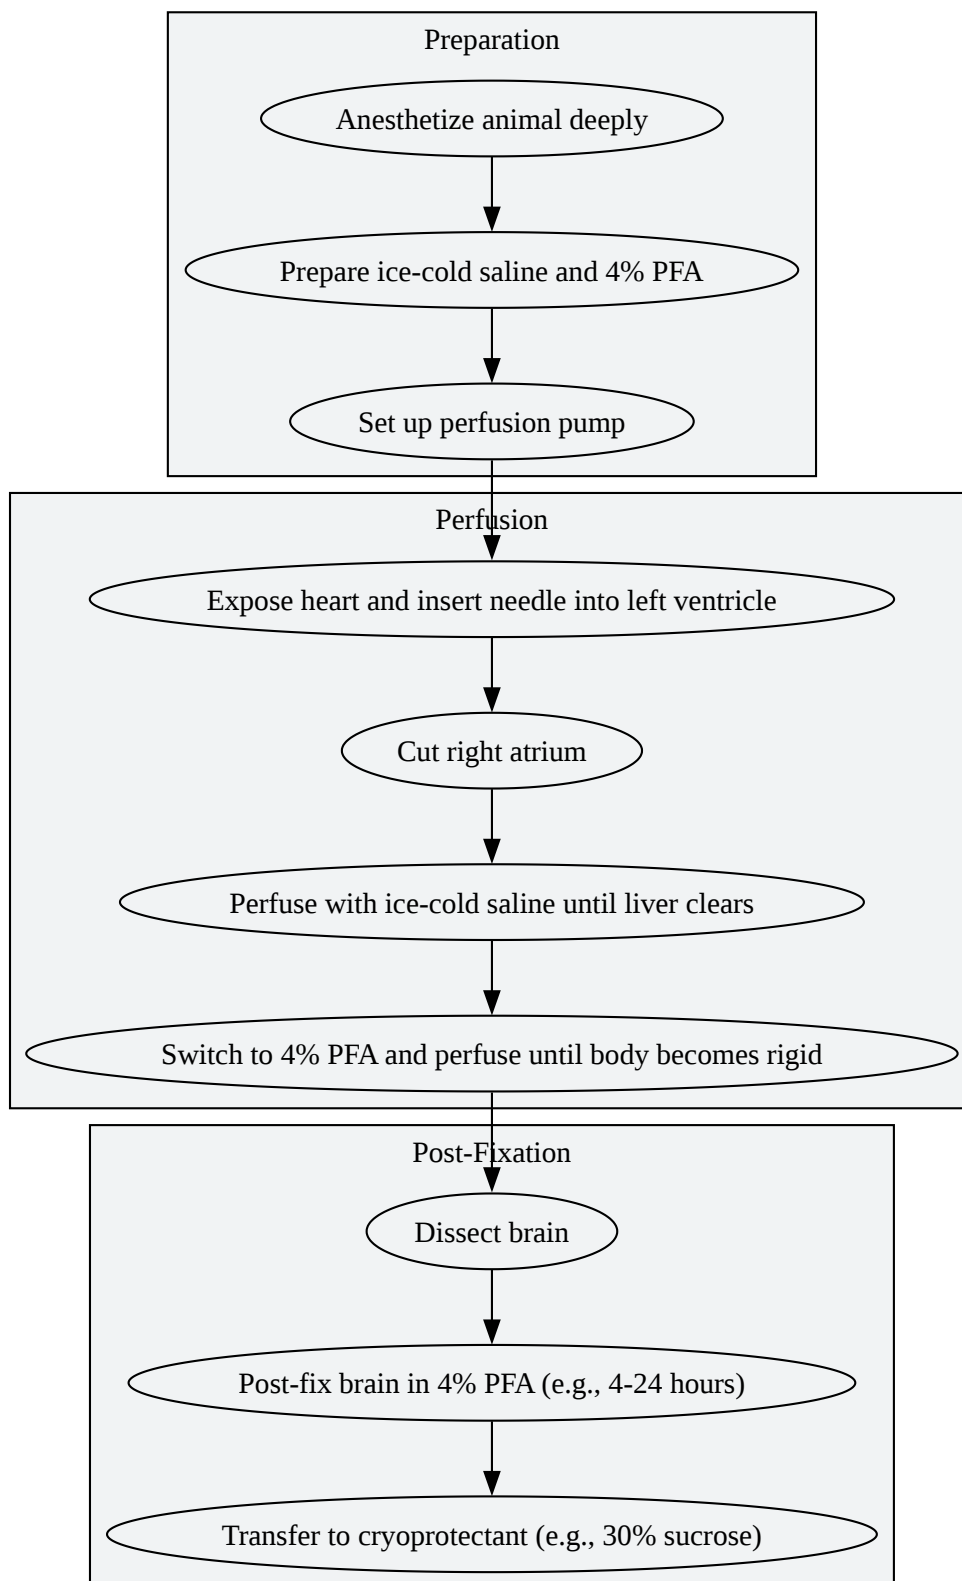 Preparation
Anesthetize animal deeply
Prepare ice-cold saline and 4% PFA
Set up perfusion pump
Perfusion
Expose heart and insert needle into left ventricle
Cut right atrium
Perfuse with ice-cold saline until liver clears
Switch to 4% PFA and perfuse until body becomes rigid
Post-Fixation
Dissect brain
Post-fix brain in 4% PFA (e.g., 4-24 hours)
Transfer to cryoprotectant (e.g., 30% sucrose)